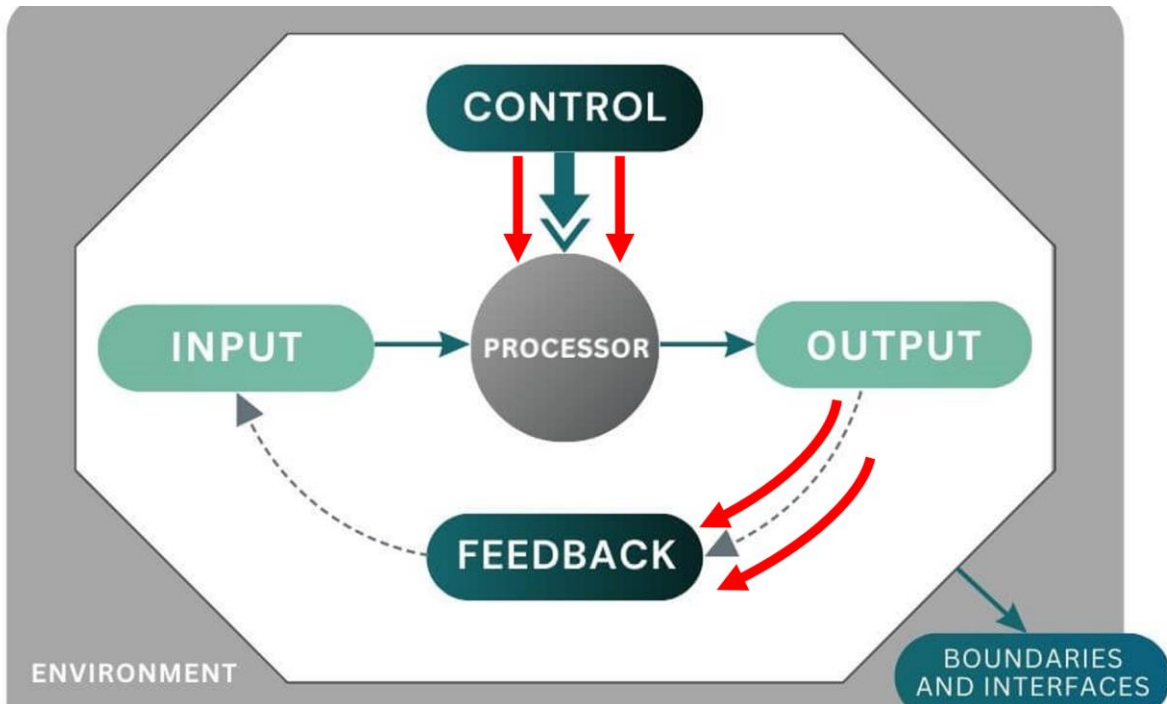 CONTROL
INPUT
PROCESSOR
OUTPUT
FEEDBACK
ENVIRONMENT
BOUNDARIES
AND INTERFACES